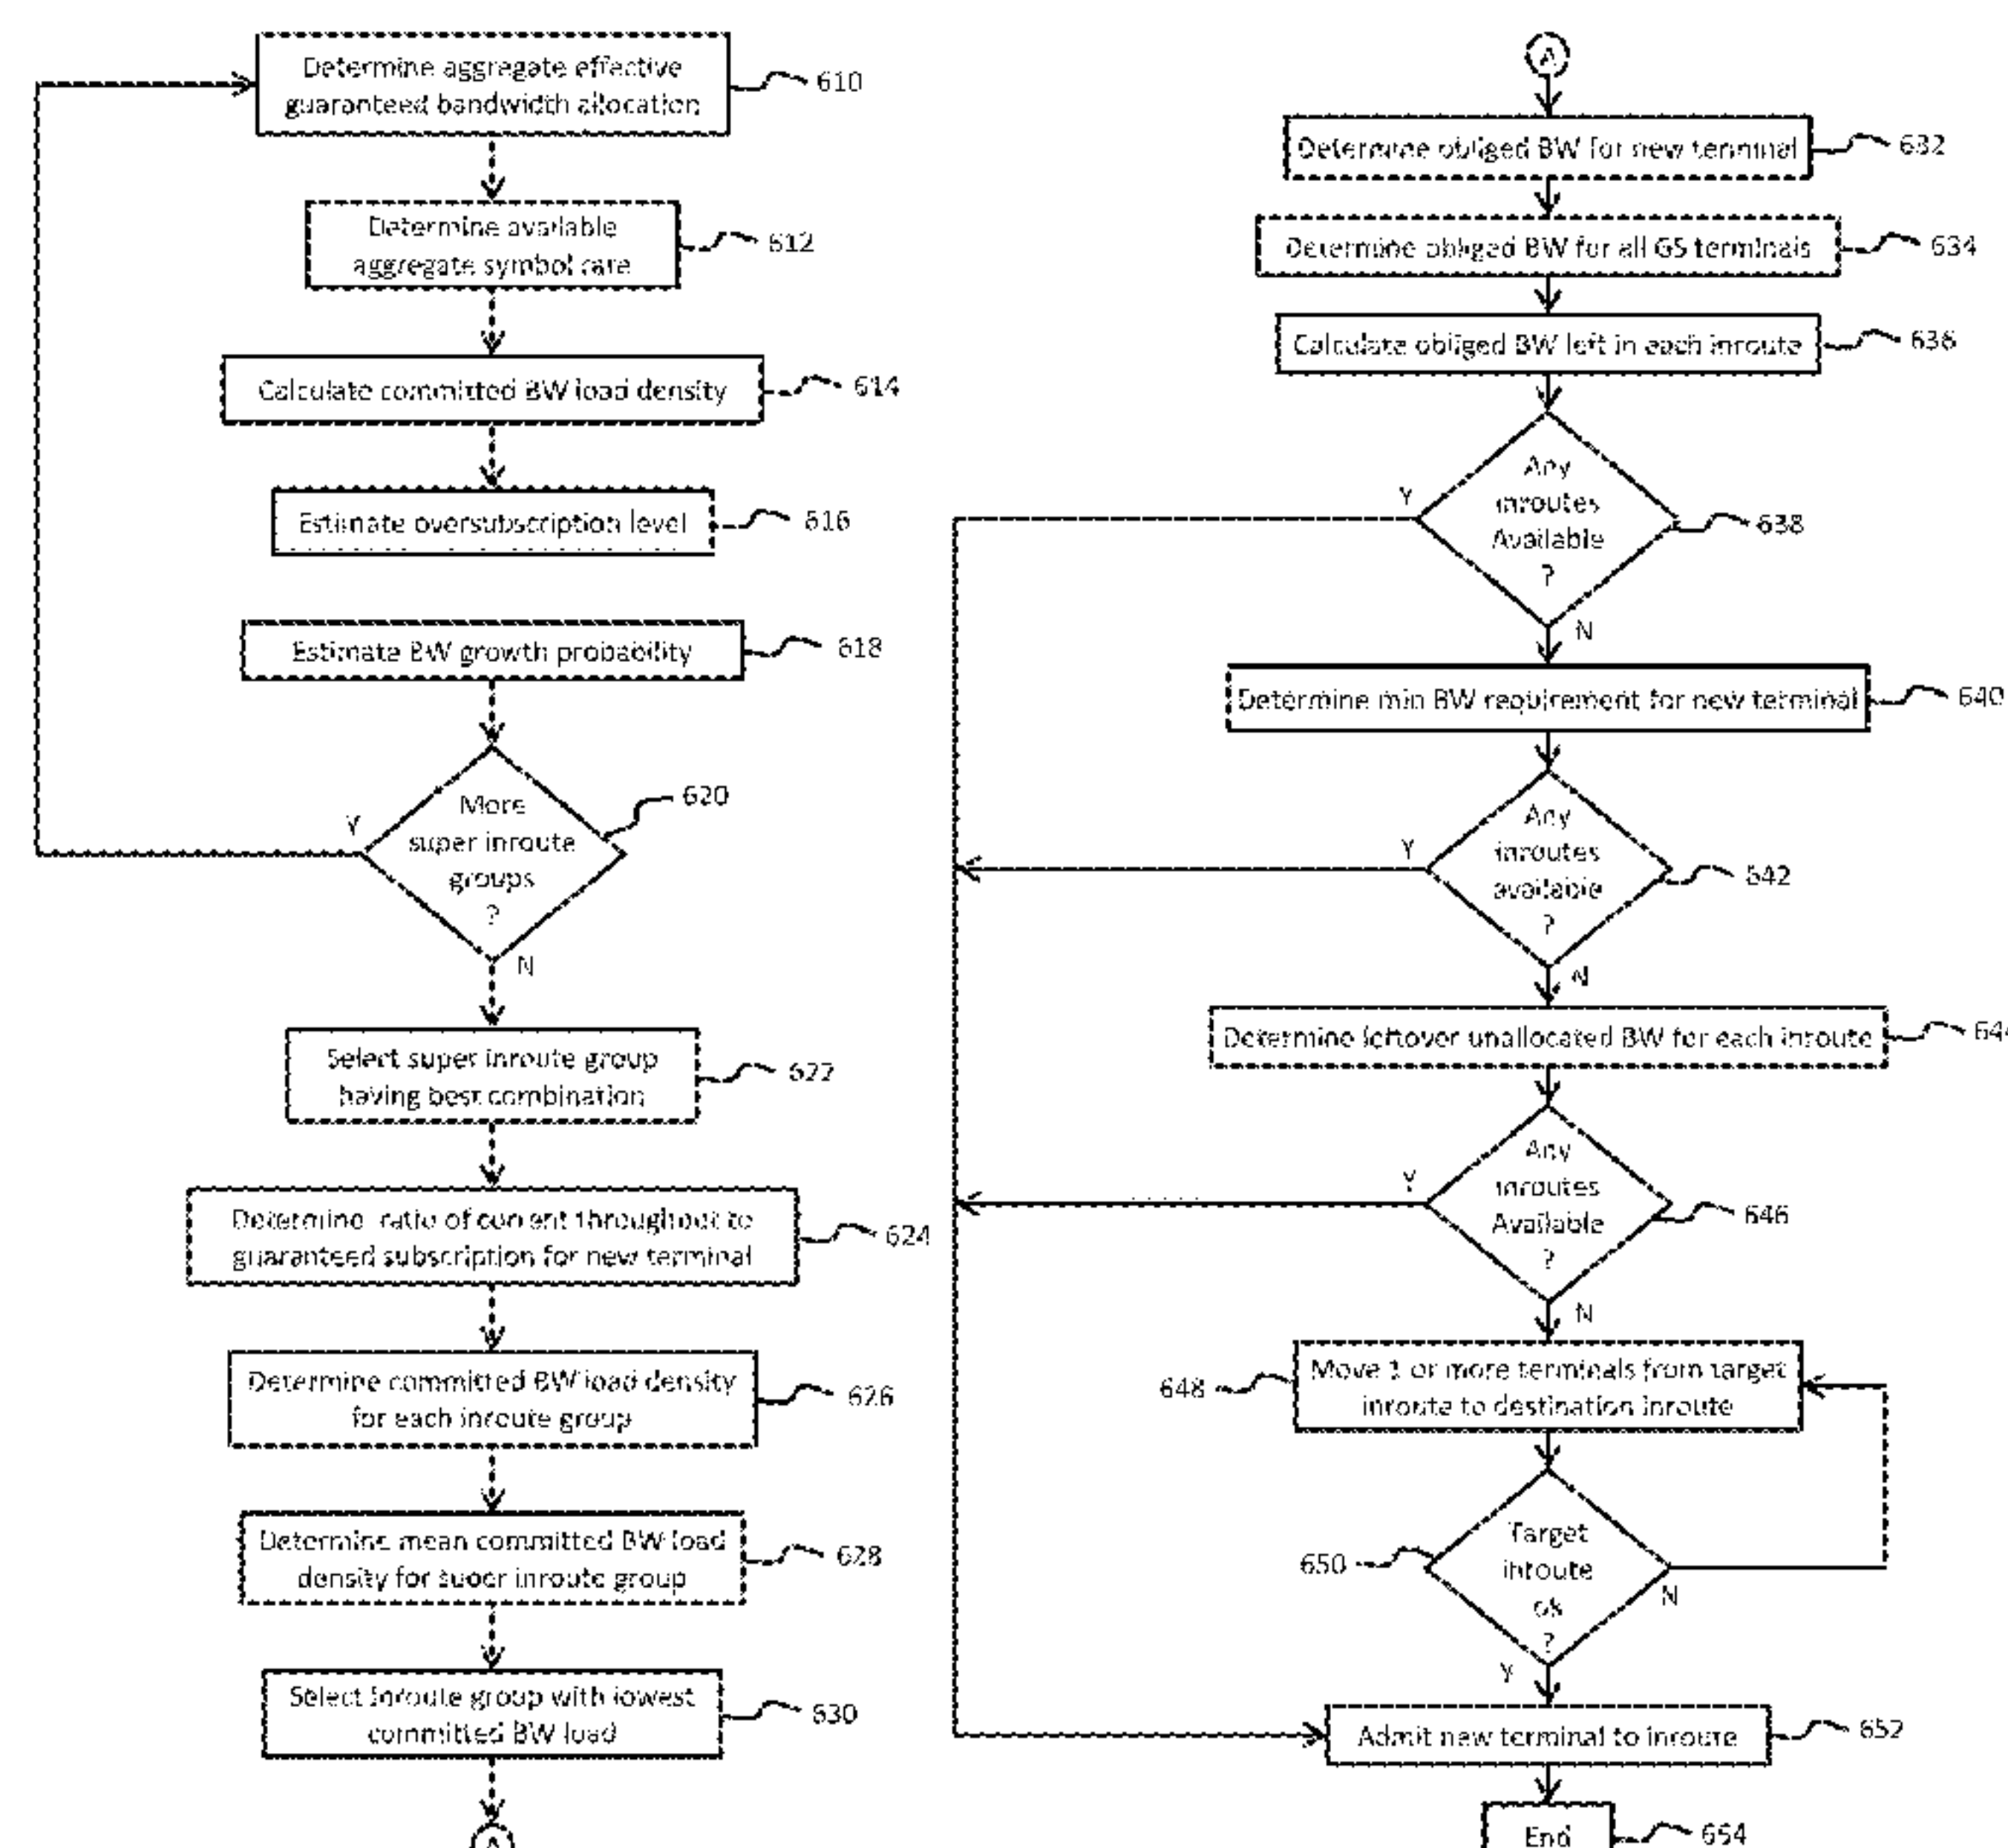 Determine aggregate effective
guaranteed bandwidth allocation
610
Determine available
aggregate symbol rate
612
Calculate committed BW load density
614
Estimate oversubscription level
616
Estimate BW growth probability
618
More
super inroute
groups
?
620
Y
N
Select super inroute group
having best combination
622
Determine ratio of current throughout to
guaranteed subscription for new terminal
624
Determine committed BW load density
for each inroute group
626
Determine mean committed BW load
density for super inroute group
628
Select inroute group with lowest
committed BW load
630
A
A
Determine obliged BW for new terminal
632
Determine obliged BW for all GS terminals
634
Calculate obliged BW left in each inroute
636
Any
inroutes
Available
?
638
Y
N
Determine min BW requirement for new terminal
640
Any
inroutes
available
?
642
Y
N
Determine leftover unallocated BW for each inroute
644
Any
inroutes
Available
?
646
Y
N
Move 1 or more terminals from target
inroute to destination inroute
648
Target
inroute
ok
?
650
N
Y
Admit new terminal to inroute
652
End
654